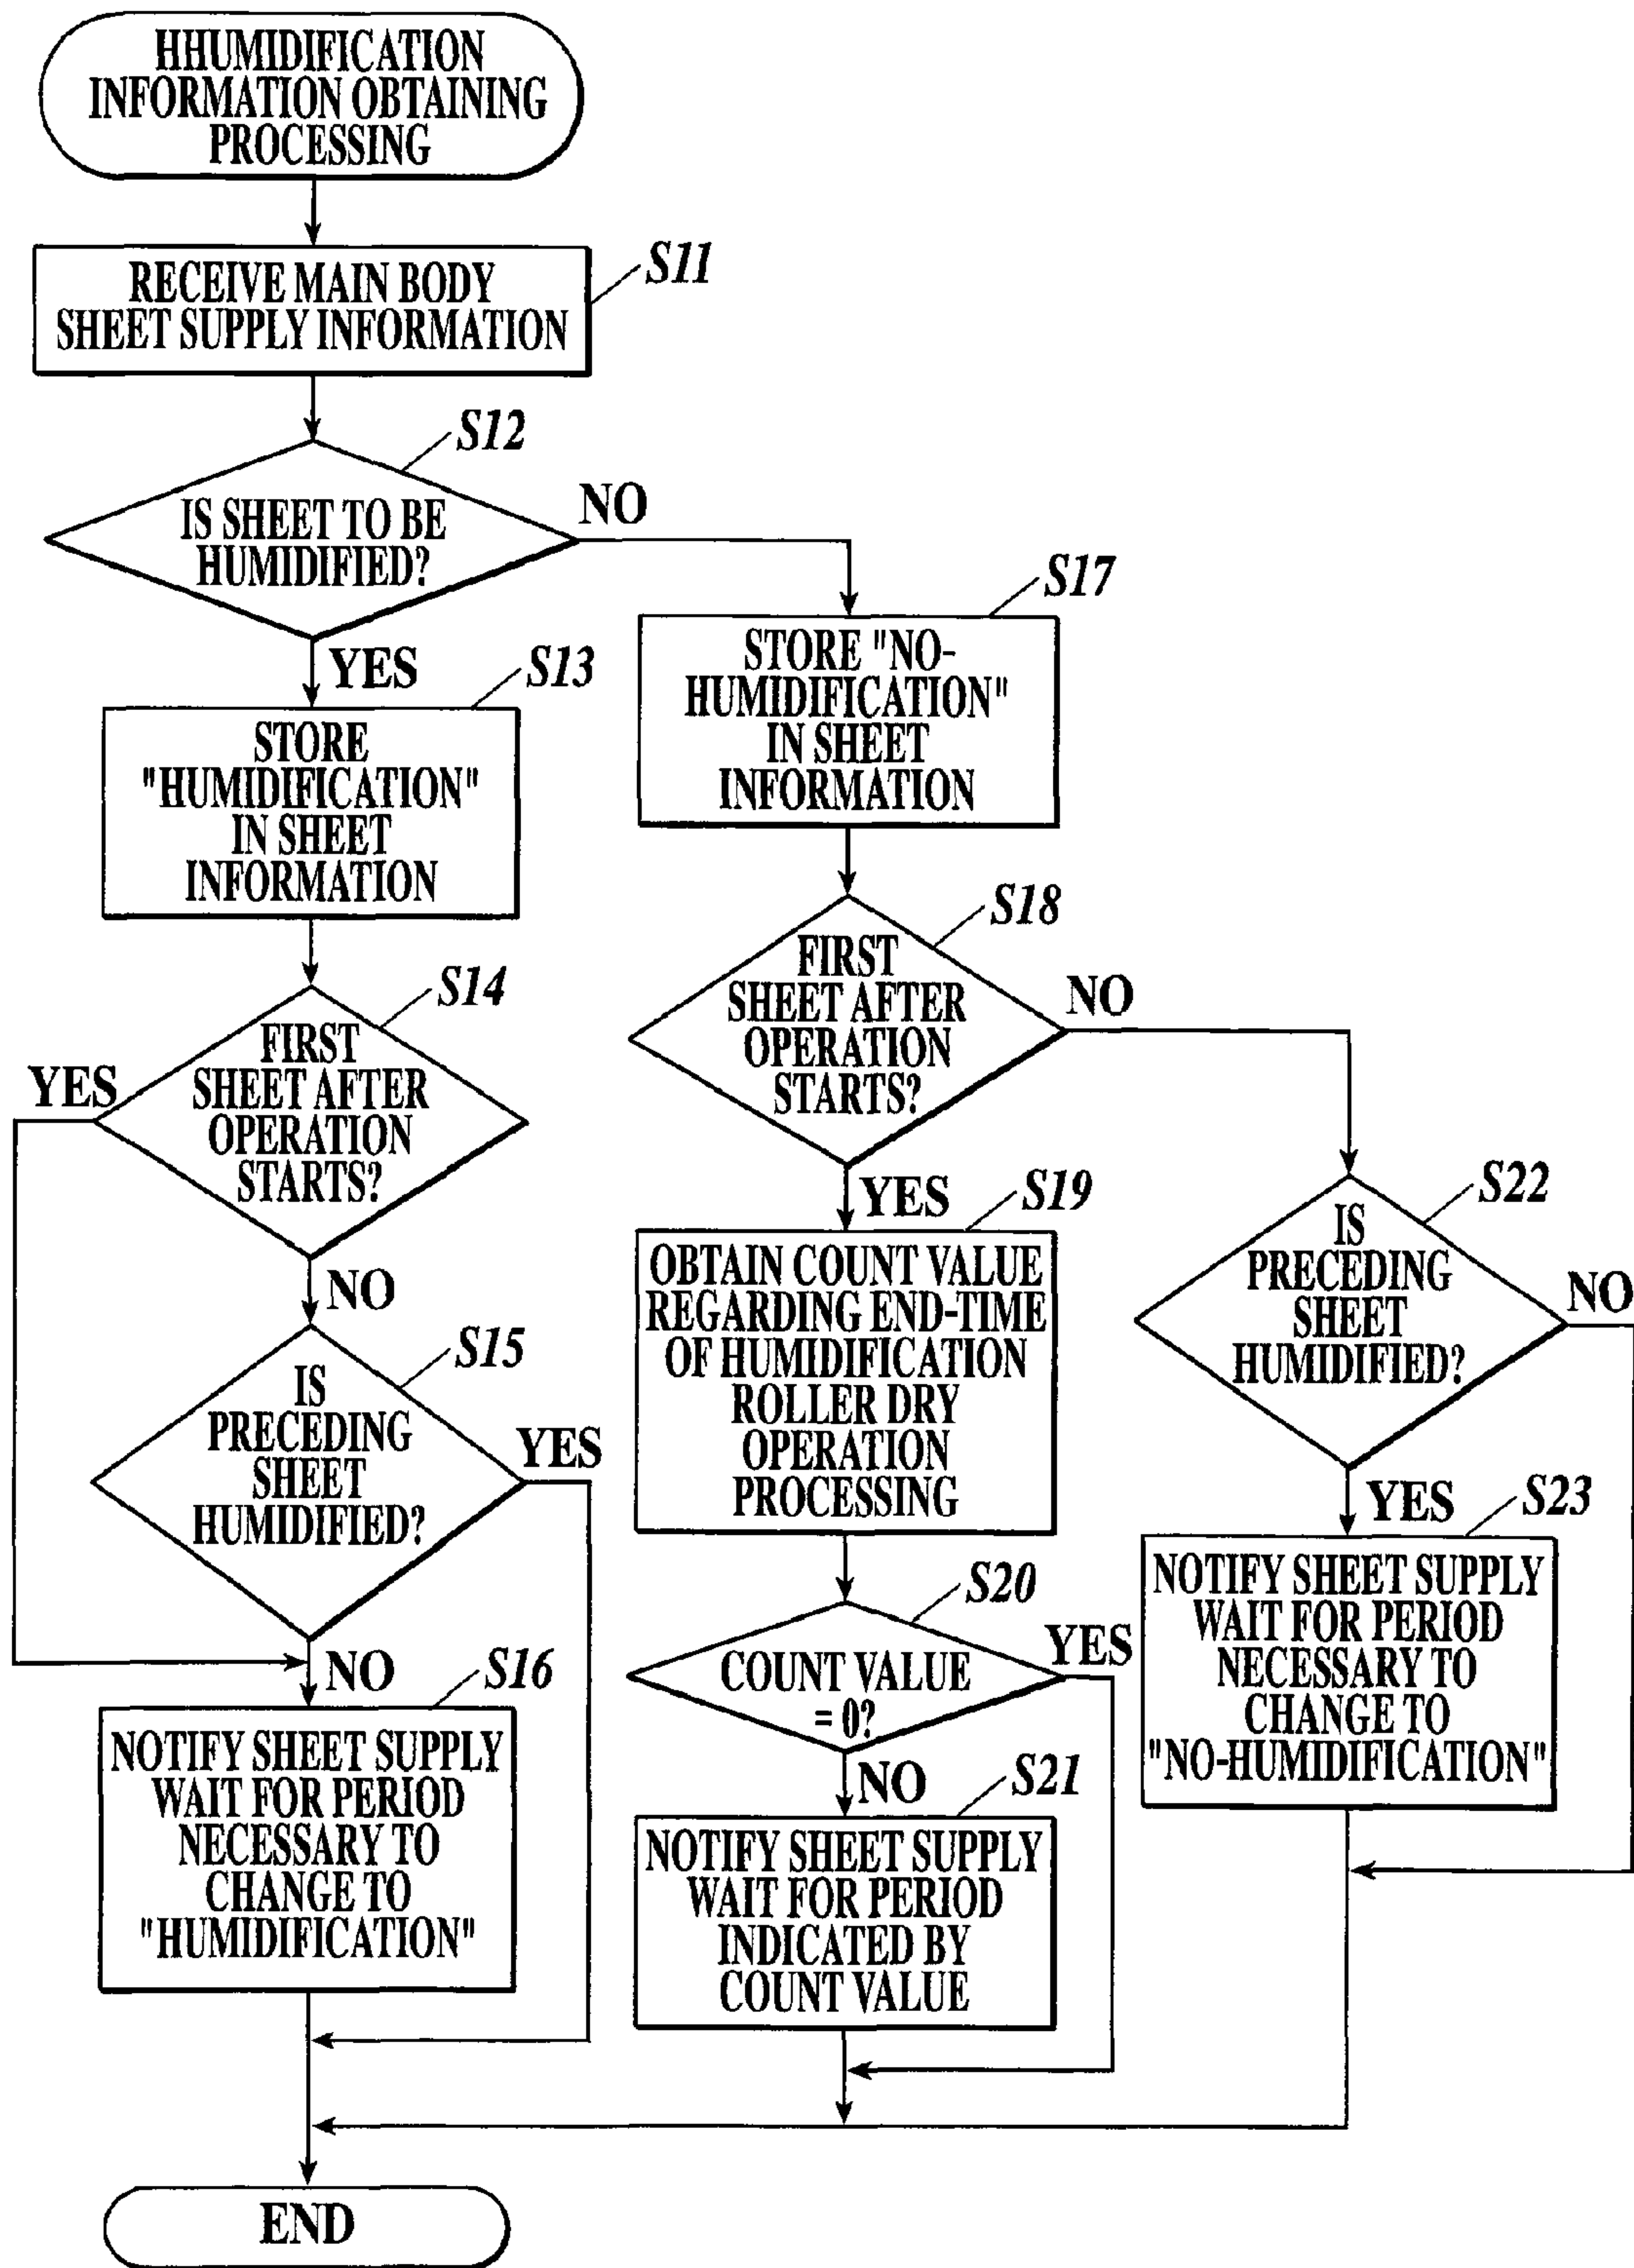 HHUMIDIFICATION
INFORMATION OBTAINING
PROCESSING
S11
RECEIVE MAIN BODY
SHEET SUPPLY INFORMATION
S12
IS SHEET TO BE
HUMIDIFIED?
NO
YES
S13
STORE
"HUMIDIFICATION"
IN SHEET
INFORMATION
S14
FIRST
SHEET AFTER
OPERATION
STARTS?
YES
NO
S15
IS
PRECEDING
SHEET
HUMIDIFIED?
YES
NO
S16
NOTIFY SHEET SUPPLY
WAIT FOR PERIOD
NECESSARY TO
CHANGE TO
"HUMIDIFICATION"
S17
STORE "NO-
HUMIDIFICATION"
IN SHEET
INFORMATION
S18
FIRST
SHEET AFTER
OPERATION
STARTS?
NO
YES
S19
OBTAIN COUNT VALUE
REGARDING END-TIME
OF HUMIDIFICATION
ROLLER DRY
OPERATION
PROCESSING
S20
COUNT VALUE
= 0?
YES
NO
S21
NOTIFY SHEET SUPPLY
WAIT FOR PERIOD
INDICATED BY
COUNT VALUE
S22
IS
PRECEDING
SHEET
HUMIDIFIED?
NO
YES
S23
NOTIFY SHEET SUPPLY
WAIT FOR PERIOD
NECESSARY TO
CHANGE TO
"NO-HUMIDIFICATION"
END